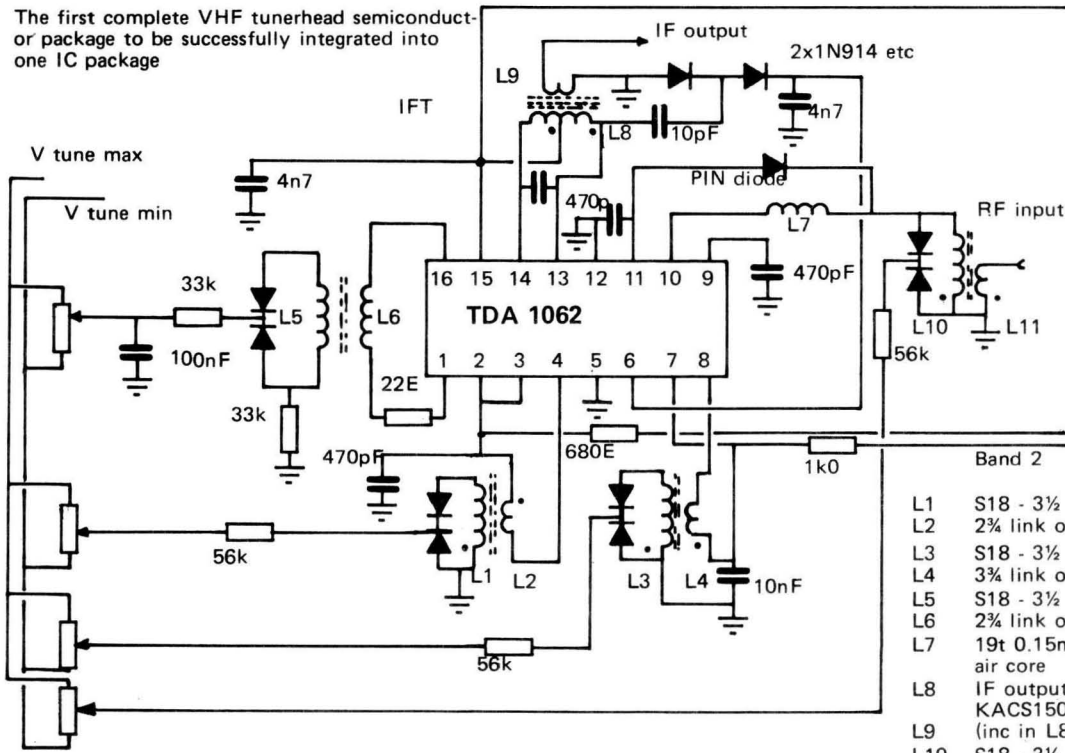 The first complete VHF tunerhead semiconduct-
or package to be successfully integrated into
one IC package
IF output
2x1N914 etc
L9
IFT
L8
10pF
4n7
V tune max
4n7
PIN diode
470p
V tune min
RF input
L7
33k
16 15 14 13 12 11 10 9
470pF
L5
L6
TDA 1062
L10
L11
100nF
56k
1 2 3 4 5 6 7 8
22E
33k
680E
470pF
1k0
Band 2
56k
L1
L2
L3
L4
10nF
56k
L1 S18 - 3½
L2 2¾ link o
L3 S18 - 3½
L4 3¾ link o
L5 S18 - 3½
L6 2¾ link o
L7 19t 0.15m
air core
L8 IF output
KACS150
L9 (inc in L8
L10 S18 - 3½